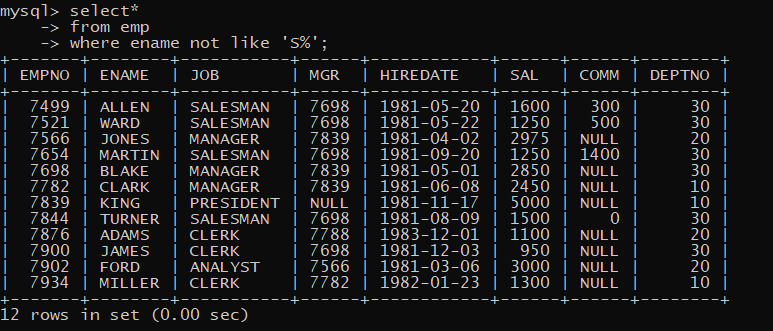 mysql> select*
    -> from emp
    -> where ename not like 'S%';
+-------+--------+-----------+------+------------+------+------+--------+
| EMPNO | ENAME  | JOB       | MGR  | HIREDATE   | SAL  | COMM | DEPTNO |
+-------+--------+-----------+------+------------+------+------+--------+
|  7499 | ALLEN  | SALESMAN  | 7698 | 1981-05-20 | 1600 |  300 |     30 |
|  7521 | WARD   | SALESMAN  | 7698 | 1981-05-22 | 1250 |  500 |     30 |
|  7566 | JONES  | MANAGER   | 7839 | 1981-04-02 | 2975 | NULL |     20 |
|  7654 | MARTIN | SALESMAN  | 7698 | 1981-09-20 | 1250 | 1400 |     30 |
|  7698 | BLAKE  | MANAGER   | 7839 | 1981-05-01 | 2850 | NULL |     30 |
|  7782 | CLARK  | MANAGER   | 7839 | 1981-06-08 | 2450 | NULL |     10 |
|  7839 | KING   | PRESIDENT | NULL | 1981-11-17 | 5000 | NULL |     10 |
|  7844 | TURNER | SALESMAN  | 7698 | 1981-08-09 | 1500 |    0 |     30 |
|  7876 | ADAMS  | CLERK     | 7788 | 1983-12-01 | 1100 | NULL |     20 |
|  7900 | JAMES  | CLERK     | 7698 | 1981-12-03 |  950 | NULL |     30 |
|  7902 | FORD   | ANALYST   | 7566 | 1981-03-06 | 3000 | NULL |     20 |
|  7934 | MILLER | CLERK     | 7782 | 1982-01-23 | 1300 | NULL |     10 |
+-------+--------+-----------+------+------------+------+------+--------+
12 rows in set (0.00 sec)